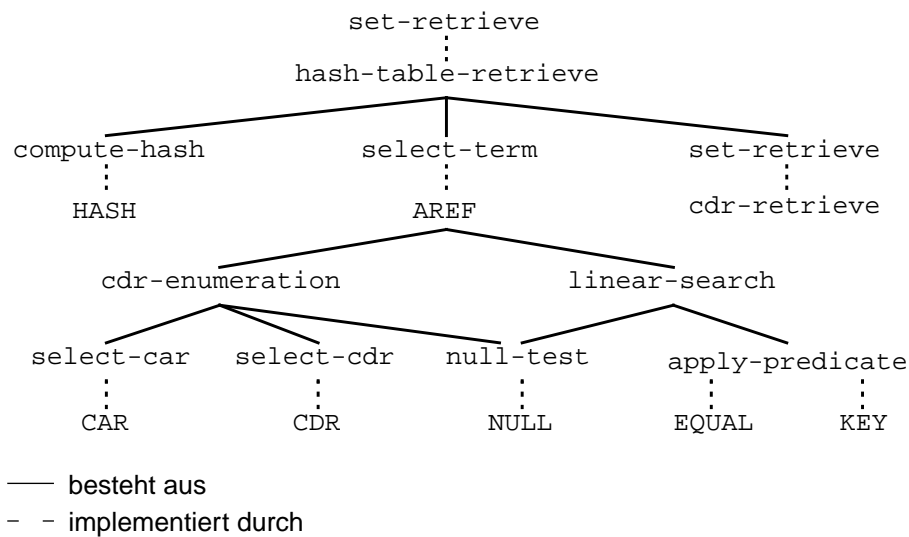 set-retrieve
hash-table-retrieve
compute-hash select-term set-retrieve
HASH AREF cdr-retrieve
cdr-enumeration linear-search
select-car select-cdr null-test apply-predicate
CAR CDR NULL EQUAL KEY
besteht aus
implementiert durch